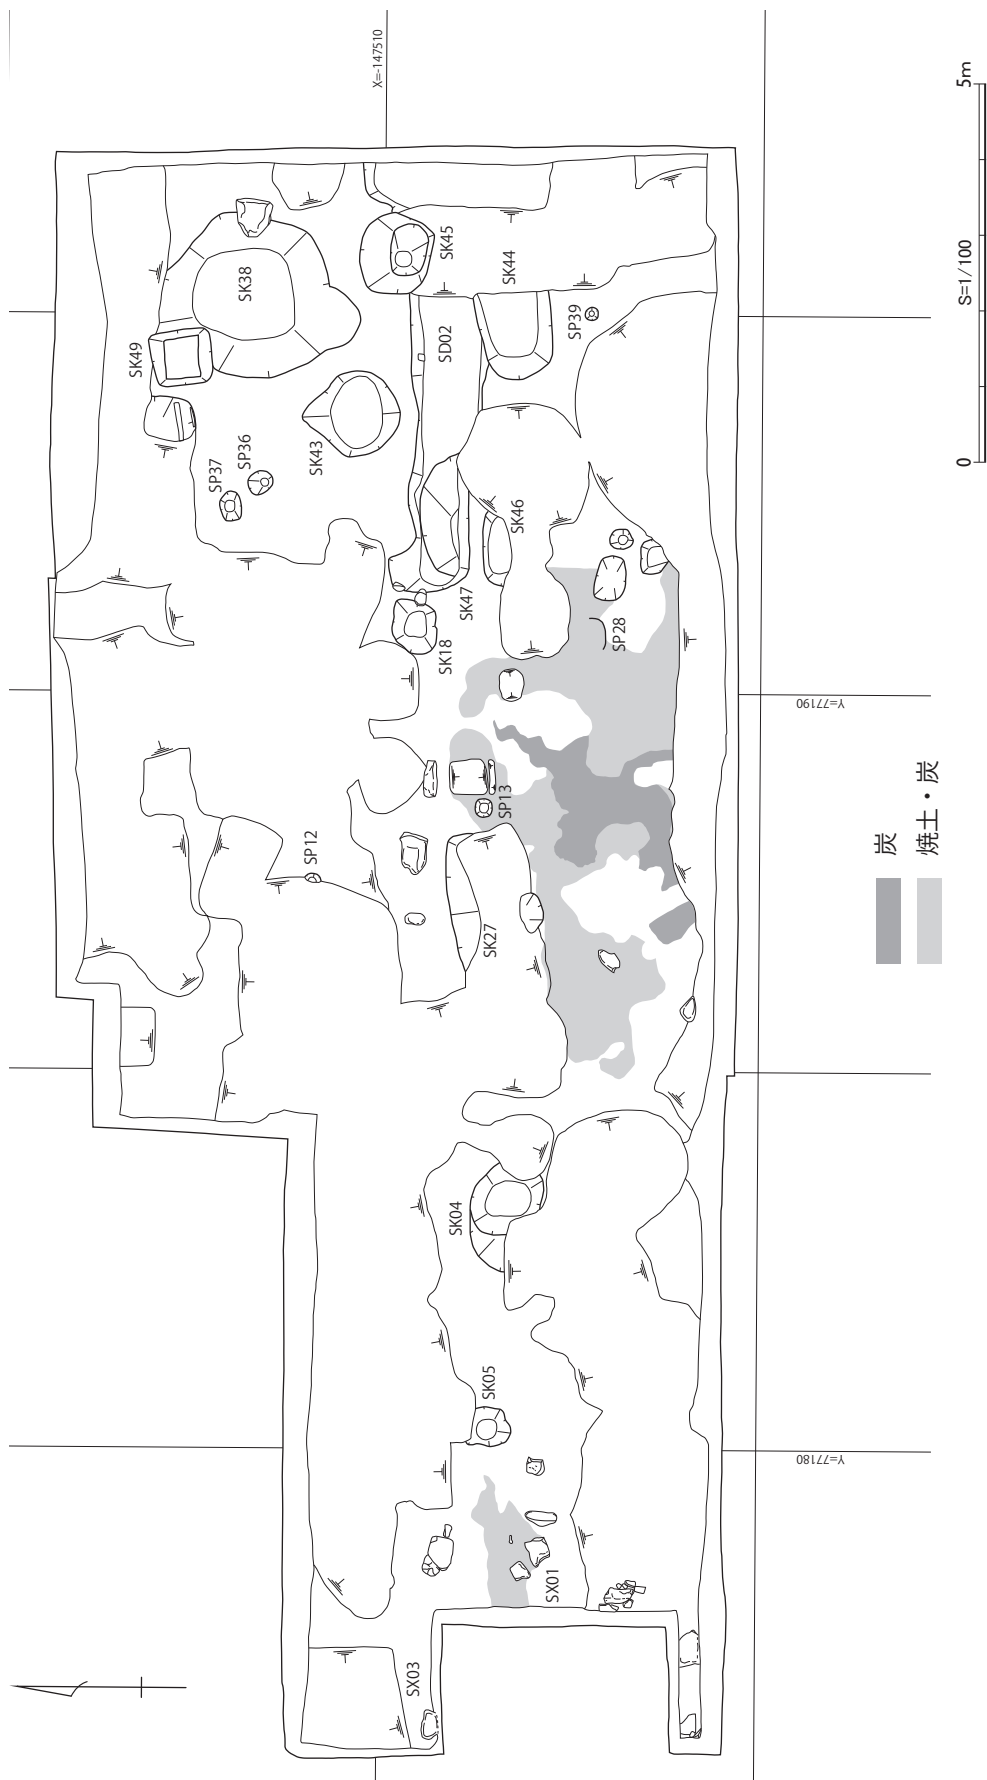 X=-147510
Y=77190
Y=77180
SK49
SK38
SK45
SK44
SP39
SD02
SK43
SP37
SP36
SK46
SK47
SK18
SP28
SP13
SP12
SK27
SK04
SK05
SX01
SX03
炭
焼土・炭
0
S=1/100
5m